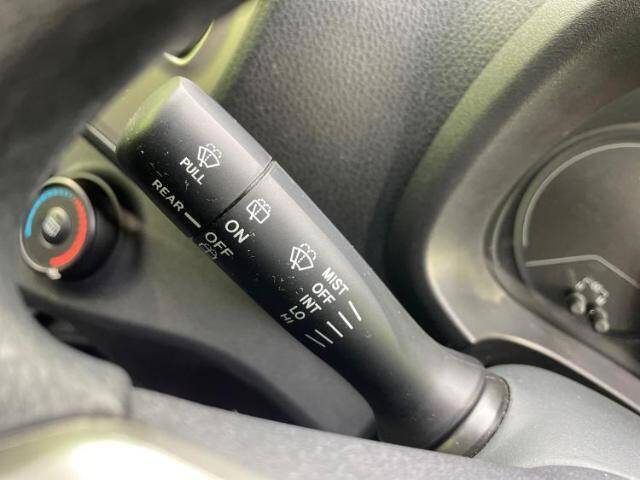 PULL
REAR
ON
OFF
MIST
OFF
INT
LO
HI